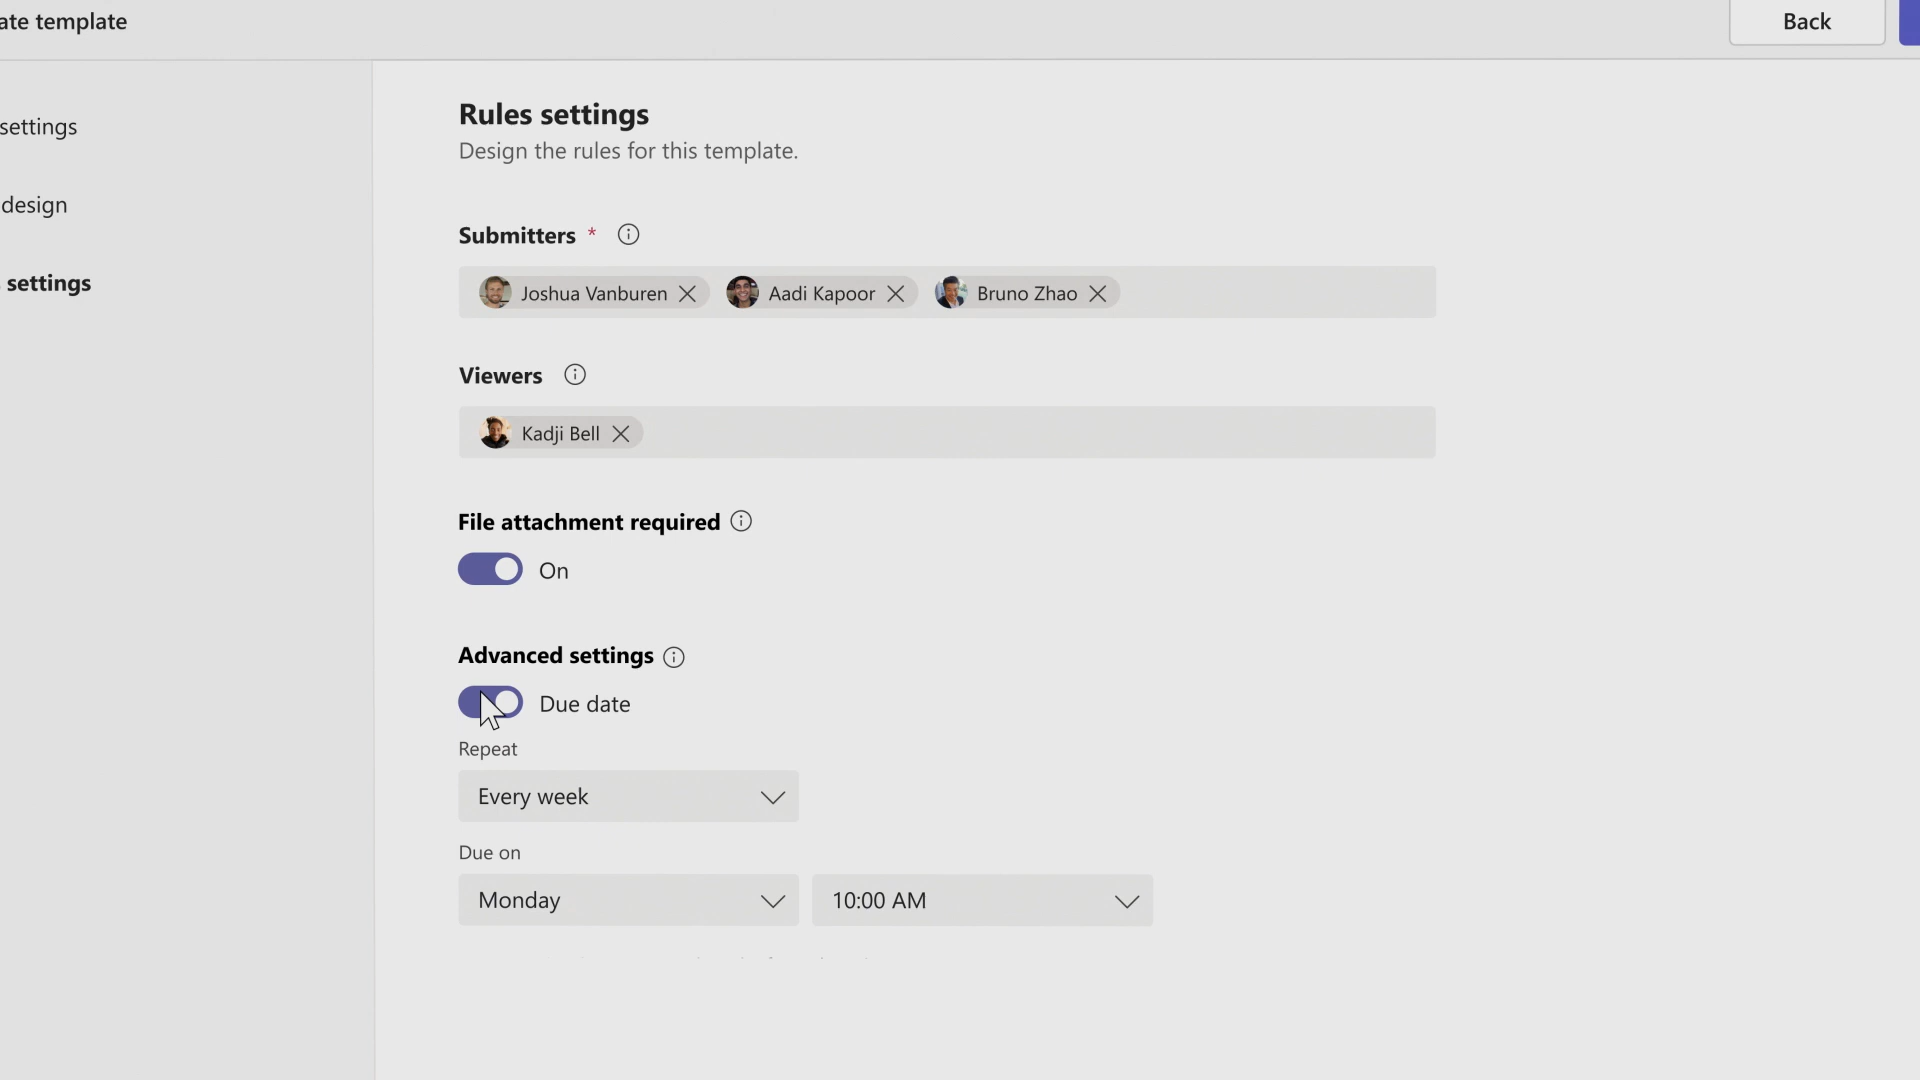 ate template
Back
settings
design
settings
Rules settings
Design the rules for this template.
Submitters *
Joshua Vanburen
Aadi Kapoor
Bruno Zhao
Viewers
Kadji Bell
File attachment required
On
Advanced settings
Due date
Repeat
Every week
Due on
Monday
10:00 AM